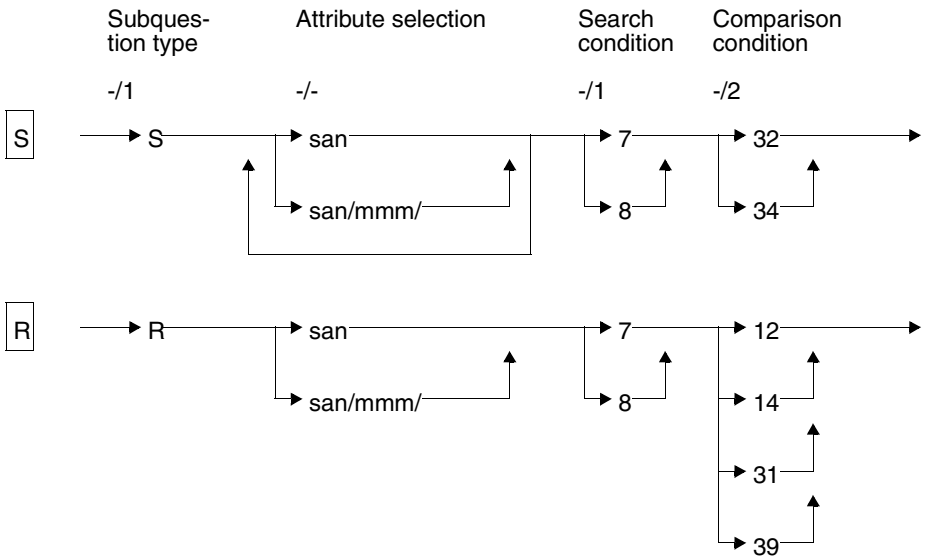 Subques-
tion type
Attribute selection
Search
condition
Comparison
condition
-/1
-/-
-/1
-/2
S
S
san
7
32
san/mmm/
8
34
R
R
san
7
12
san/mmm/
8
14
31
39